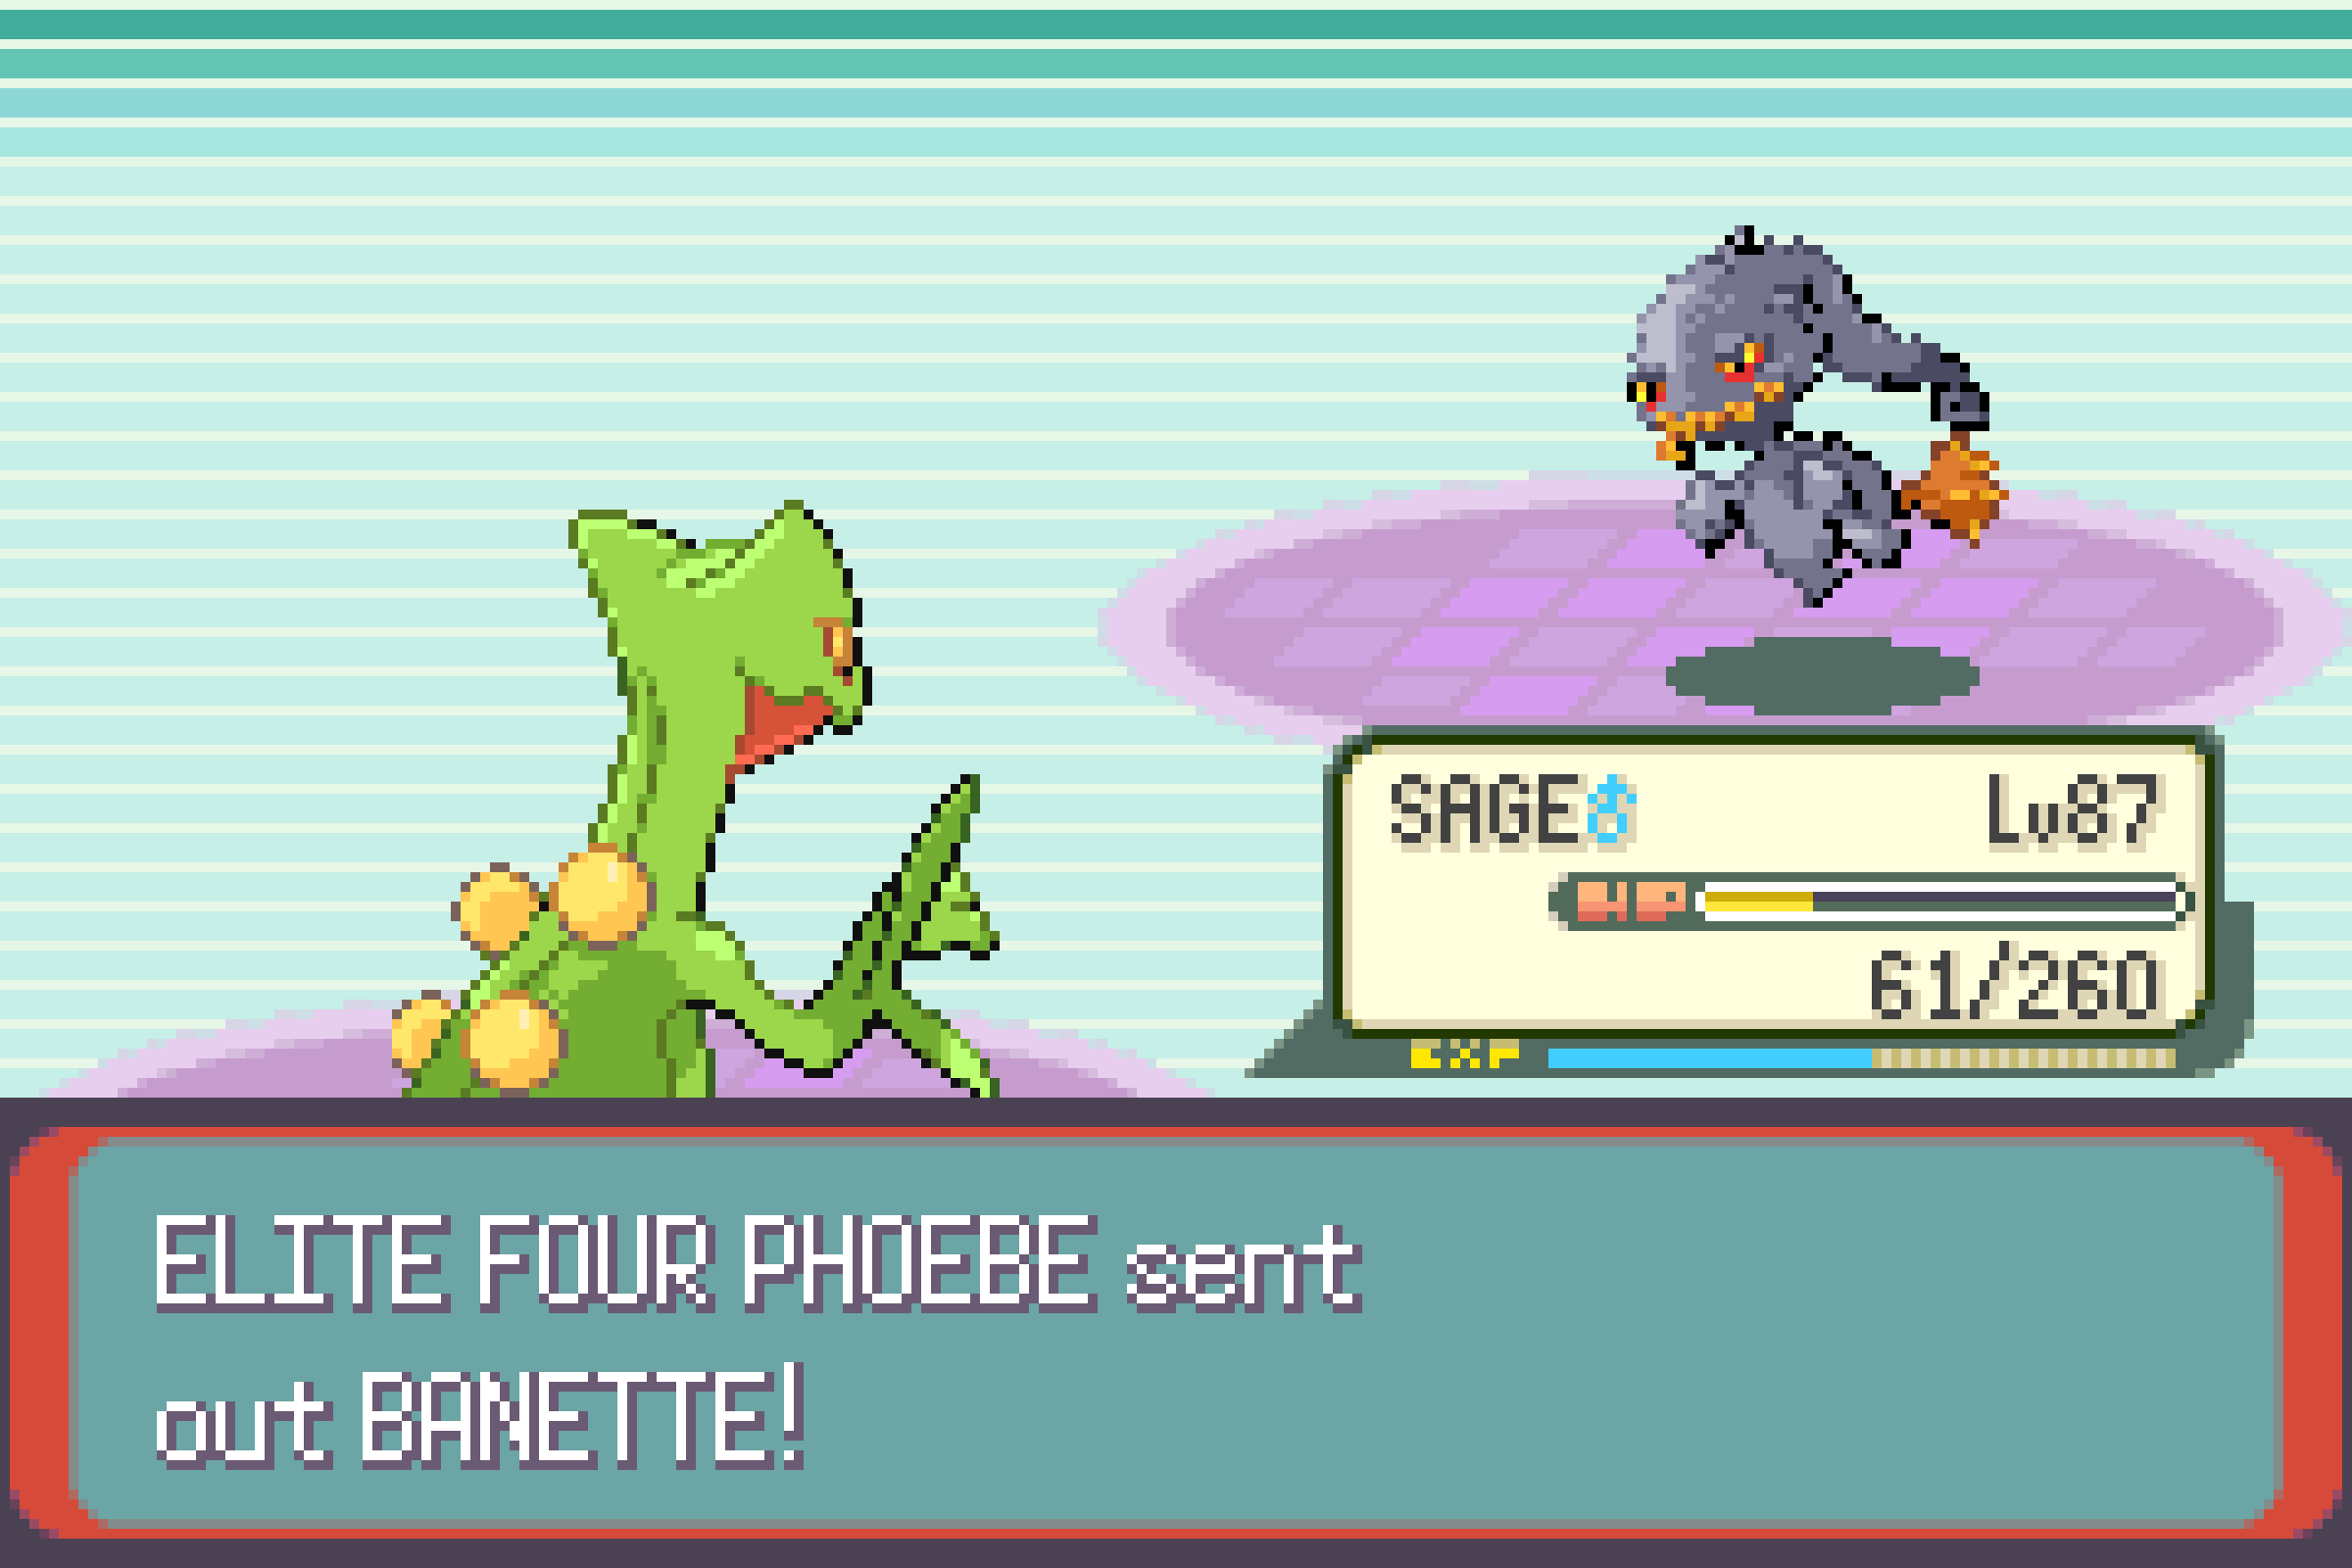 SAGE♂ Lv87
HP
61/260
EXP
ELITE FOUR PHOEBE sent
out BANETTE!